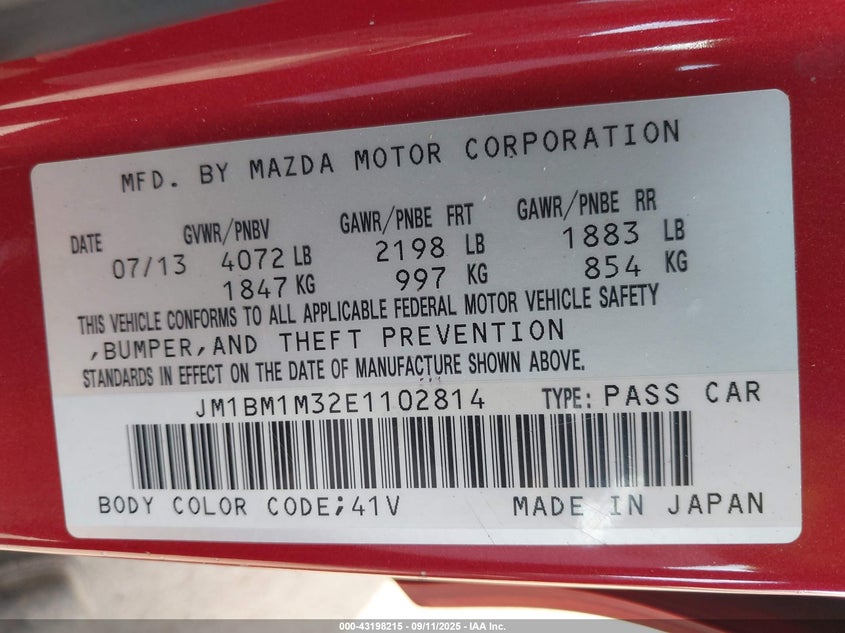 MFD. BY MAZDA MOTOR CORPORATION
DATE GVWR/PNBV GAWR/PNBE FRT GAWR/PNBE RR
07/13 4072 LB 2198 LB 1883 LB
1847 KG 997 KG 854 KG
THIS VEHICLE CONFORMS TO ALL APPLICABLE FEDERAL MOTOR VEHICLE SAFETY
,BUMPER,AND THEFT PREVENTION
STANDARDS IN EFFECT ON THE DATE OF MANUFACTURE SHOWN ABOVE.
JM1BM1M32E1102814 TYPE: PASS CAR
BODY COLOR CODE;41V MADE IN JAPAN
000-43198215 - 09/11/2025 - IAA Inc.